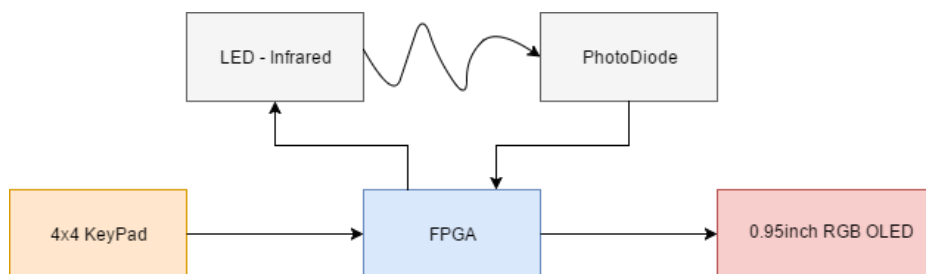 LED - Infrared
PhotoDiode
4x4 KeyPad
FPGA
0.95inch RGB OLED